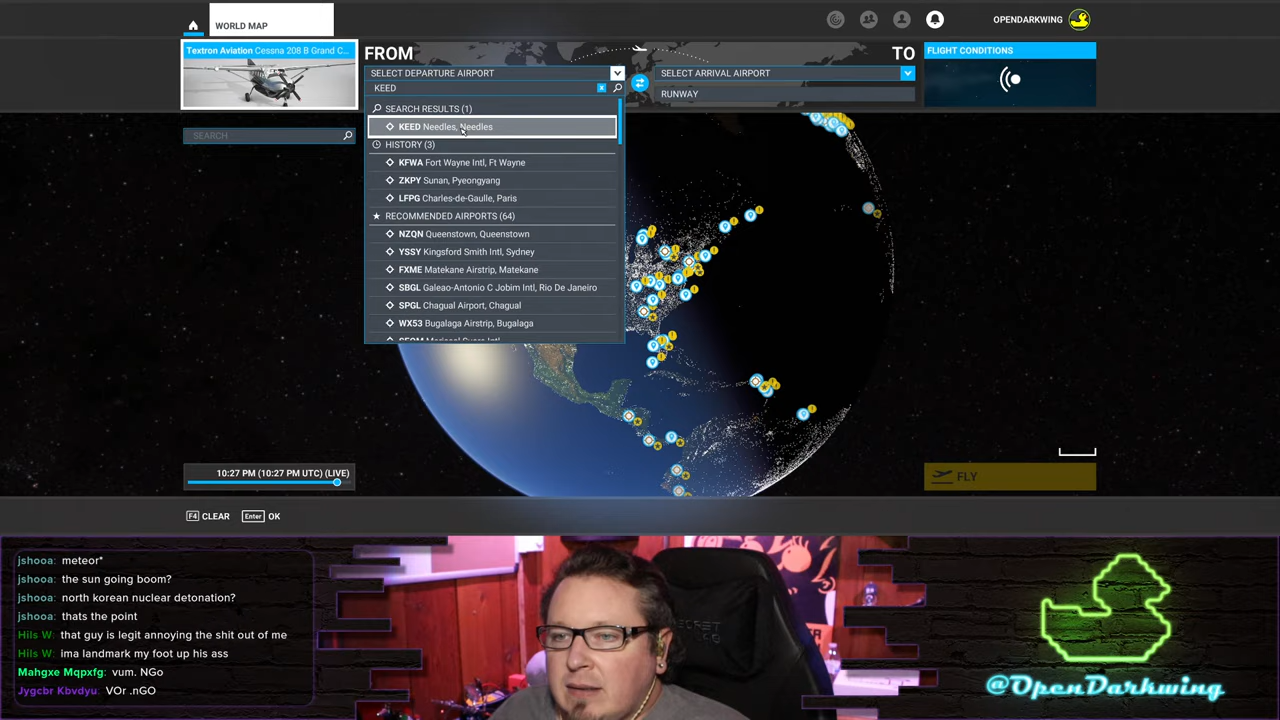 WORLD MAP
OPENDARKWING
Textron Aviation Cessna 208 B Grand C...
FROM
TO
FLIGHT CONDITIONS
SELECT DEPARTURE AIRPORT
SELECT ARRIVAL AIRPORT
KEED
RUNWAY
SEARCH RESULTS (1)
KEED Needles, Needles
SEARCH
HISTORY (3)
KFWA Fort Wayne Intl, Ft Wayne
ZKPY Sunan, Pyeongyang
LFPG Charles-de-Gaulle, Paris
RECOMMENDED AIRPORTS (64)
NZQN Queenstown, Queenstown
YSSY Kingsford Smith Intl, Sydney
FXME Matekane Airstrip, Matekane
SBGL Galeao-Antonio C Jobim Intl, Rio De Janeiro
SPGL Chagual Airport, Chagual
WX53 Bugalaga Airstrip, Bugalaga
10:27 PM (10:27 PM UTC) (LIVE)
FLY
F4 CLEAR Enter OK
jshooa: meteor*
jshooa: the sun going boom?
jshooa: north korean nuclear detonation?
jshooa: thats the point
Hils W: that guy is legit annoying the shit out of me
Hils W: ima landmark my foot up his ass
Mahgxe Mqpxfg: vum. NGo
Jygcbr Kbvdyu: VOr .nGO
@OpenDarkwing